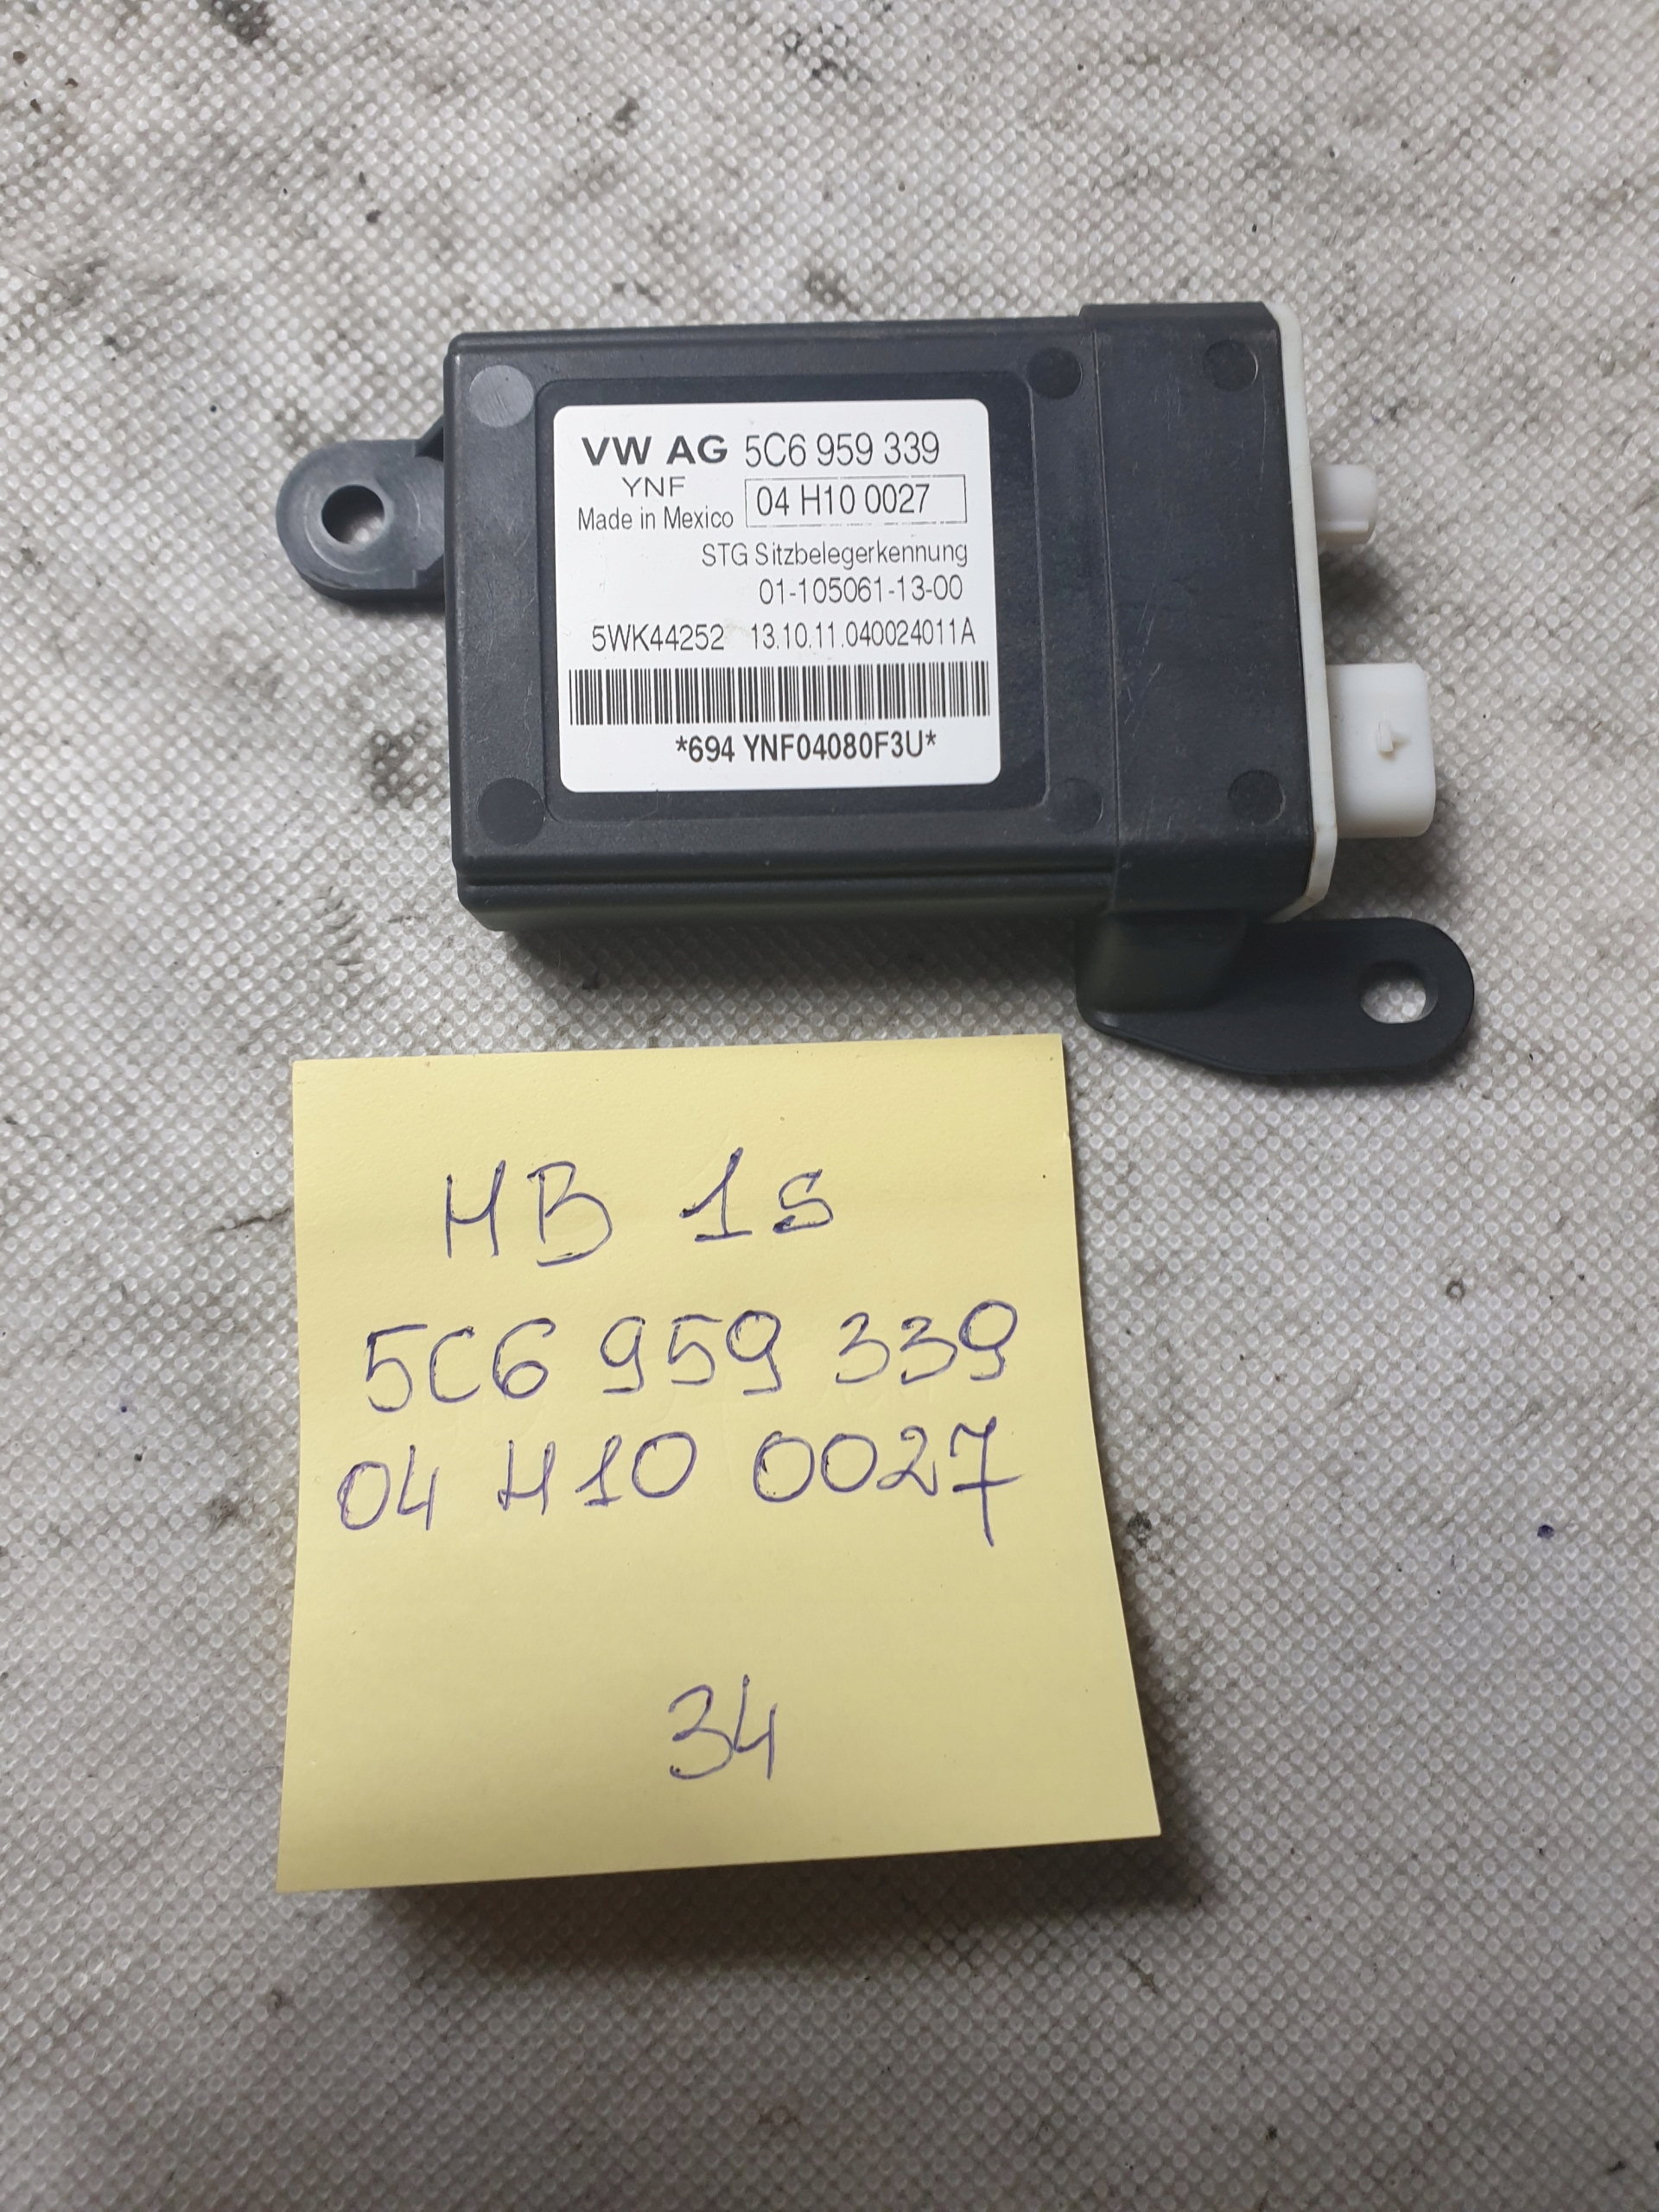 VW AG 5C6 959 339
YNF 04 H10 0027
Made in Mexico
STG Sitzbelegerkennung
01-105061-13-00
5WK44252 13.10.11.040024011A
*694 YNF04080F3U*
HB 1s
5C6 959 339
04 H10 0027
34